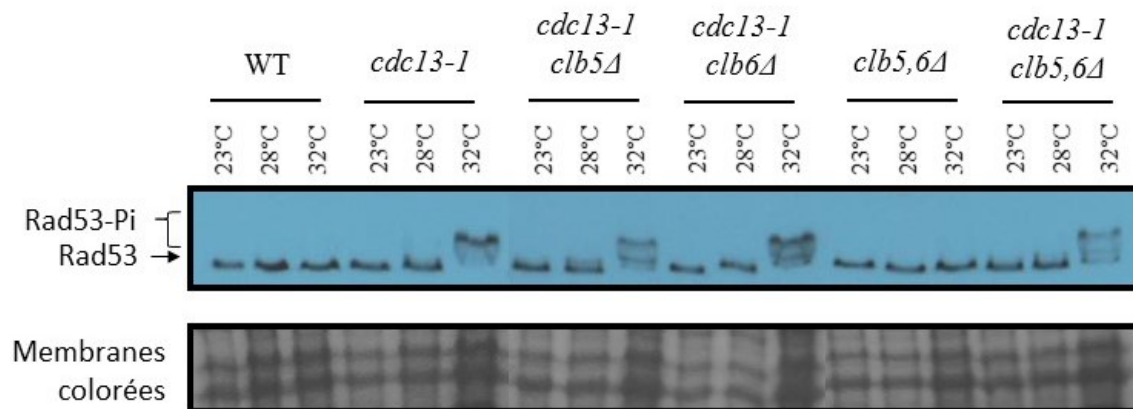 WT
cdc13-1
cdc13-1
clb5Δ
cdc13-1
clb6Δ
clb5,6Δ
cdc13-1
clb5,6Δ
23°C 28°C 32°C 23°C 28°C 32°C 23°C 28°C 32°C 23°C 28°C 32°C 23°C 28°C 32°C 23°C 28°C 32°C
Rad53-Pi
Rad53
Membranes
colorées